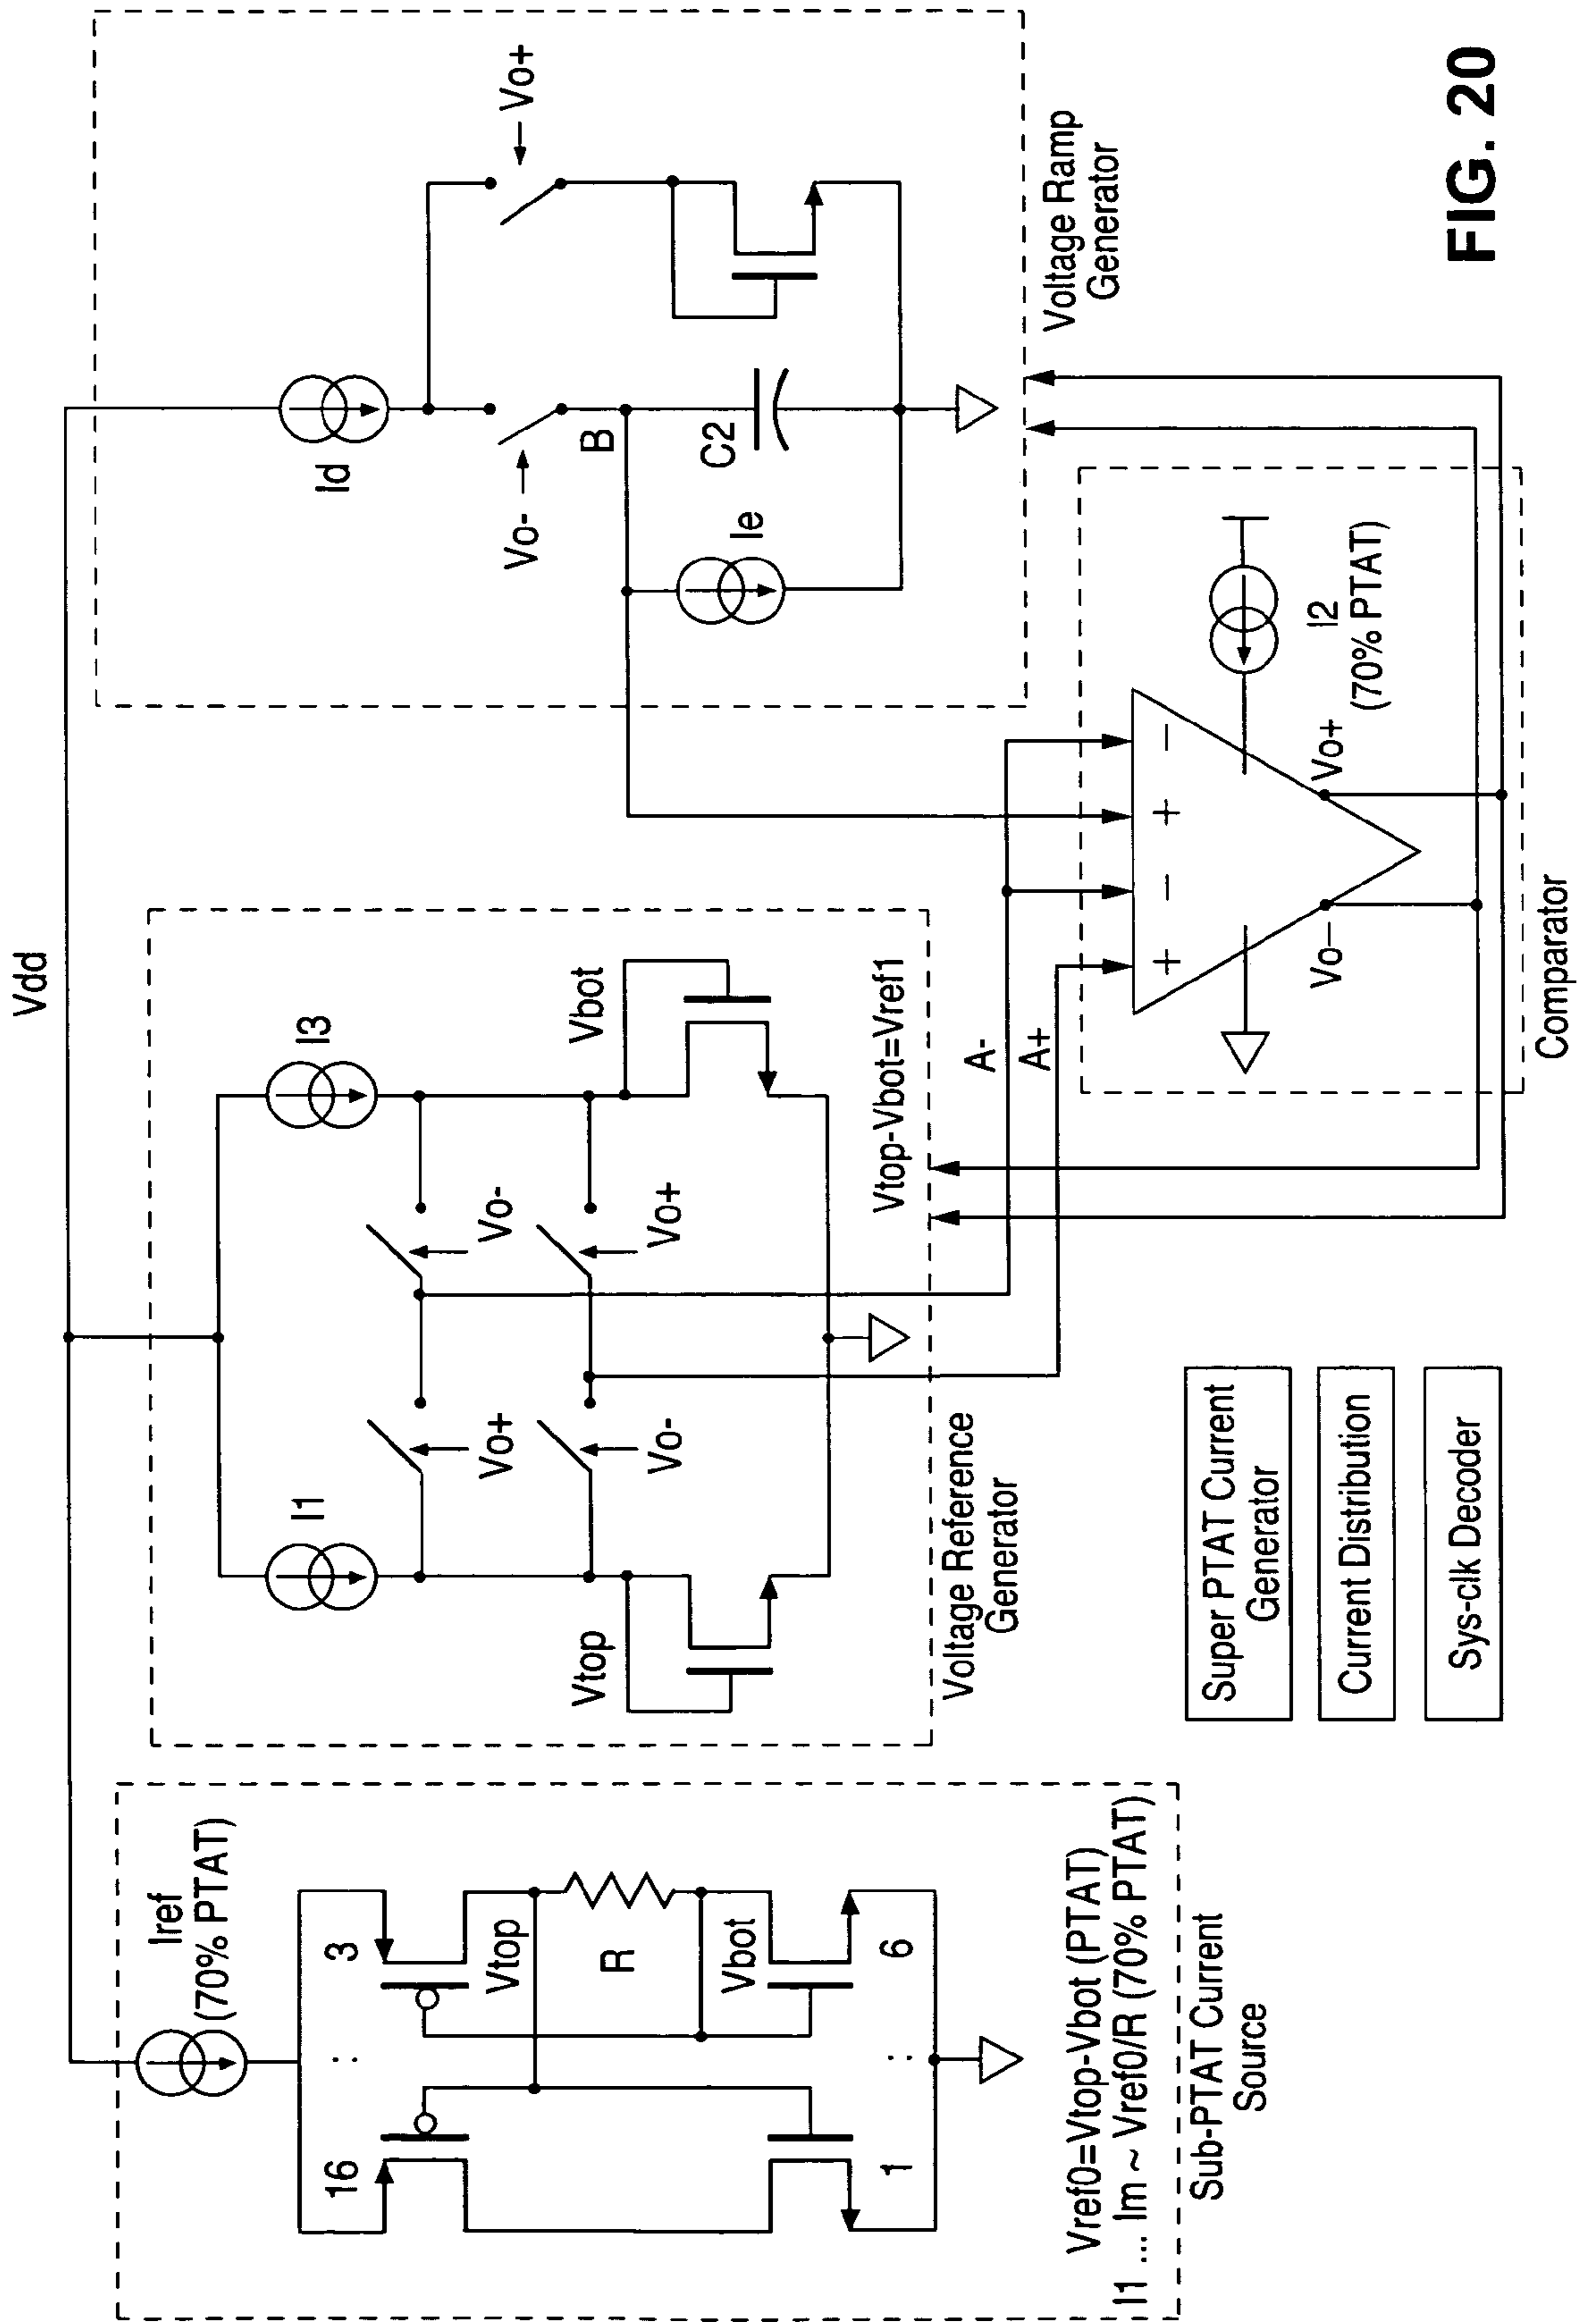 Vdd
Iref
(70% PTAT)
16
3
:
Vtop
R
Vbot
1
:
6
Vref0=Vtop-Vbot (PTAT)
I1 ... Im ~ Vref0/R (70% PTAT)
Sub-PTAT Current
Source
I1
I3
Vo+
Vo-
Vo-
Vo+
Vtop
Vbot
Vtop-Vbot=Vref1
Voltage Reference
Generator
A-
A+
Id
Vo-
Vo+
B
Ie
C2
Voltage Ramp
Generator
+
−
+
−
Vo−
Vo+
I2
(70% PTAT)
Comparator
Super PTAT Current
Generator
Current Distribution
Sys-clk Decoder
FIG. 20